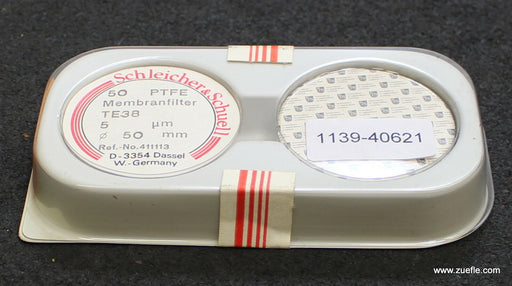 Schleicher & Schuell
50 PTFE
Membranfilter
TE38
5 µm
ø 50 mm
Ref.-No.411113
D-3354 Dassel
W.-Germany
1139-40621
www.zuefle.com